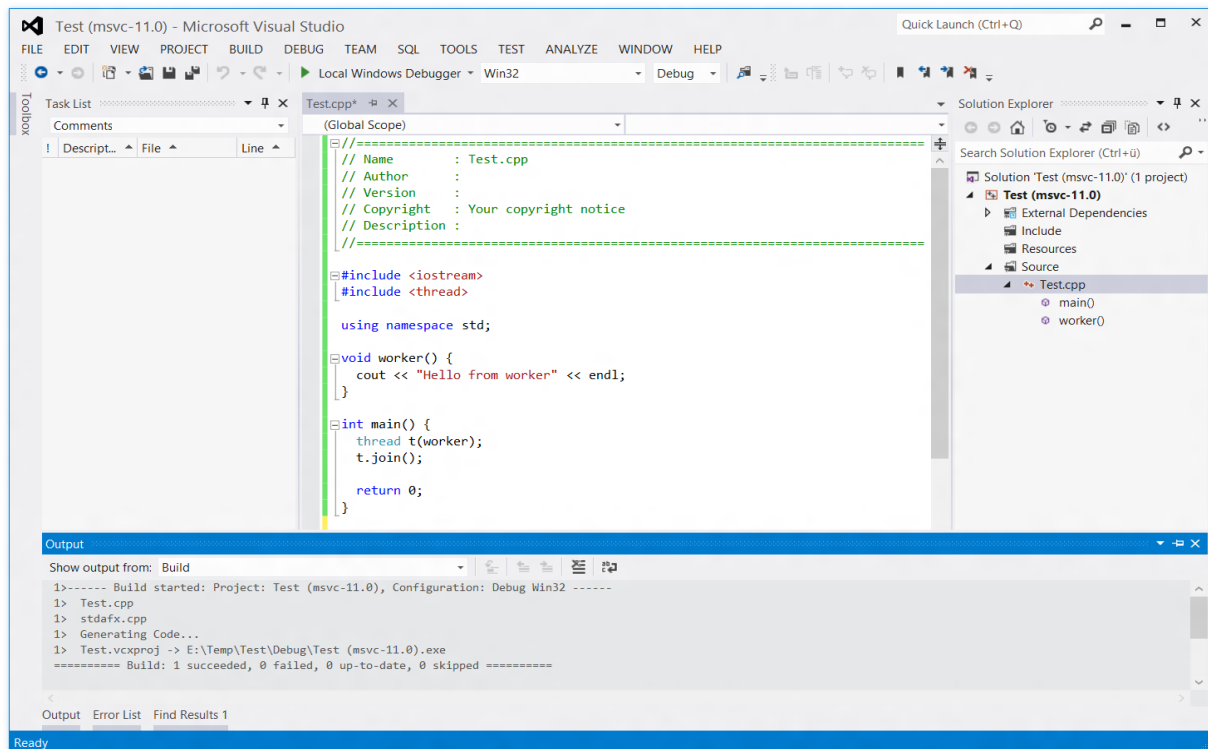 Test (msvc-11.0) - Microsoft Visual Studio
Quick Launch (Ctrl+Q)
FILE EDIT VIEW PROJECT BUILD DEBUG TEAM SQL TOOLS TEST ANALYZE WINDOW HELP
Local Windows Debugger Win32 Debug
Toolbox
Task List
Comments
! Descript... File Line
Test.cpp*
(Global Scope)
//============================================================================
// Name        : Test.cpp
// Author      :
// Version     :
// Copyright   : Your copyright notice
// Description :
//============================================================================
#include <iostream>
#include <thread>
using namespace std;
void worker() {
  cout << "Hello from worker" << endl;
}
int main() {
  thread t(worker);
  t.join();
  return 0;
}
Solution Explorer
Search Solution Explorer (Ctrl+ü)
Solution 'Test (msvc-11.0)' (1 project)
Test (msvc-11.0)
External Dependencies
Include
Resources
Source
Test.cpp
main()
worker()
Output
Show output from: Build
1>------ Build started: Project: Test (msvc-11.0), Configuration: Debug Win32 ------
1>  Test.cpp
1>  stdafx.cpp
1>  Generating Code...
1>  Test.vcxproj -> E:\Temp\Test\Debug\Test (msvc-11.0).exe
========== Build: 1 succeeded, 0 failed, 0 up-to-date, 0 skipped ==========
Output Error List Find Results 1
Ready